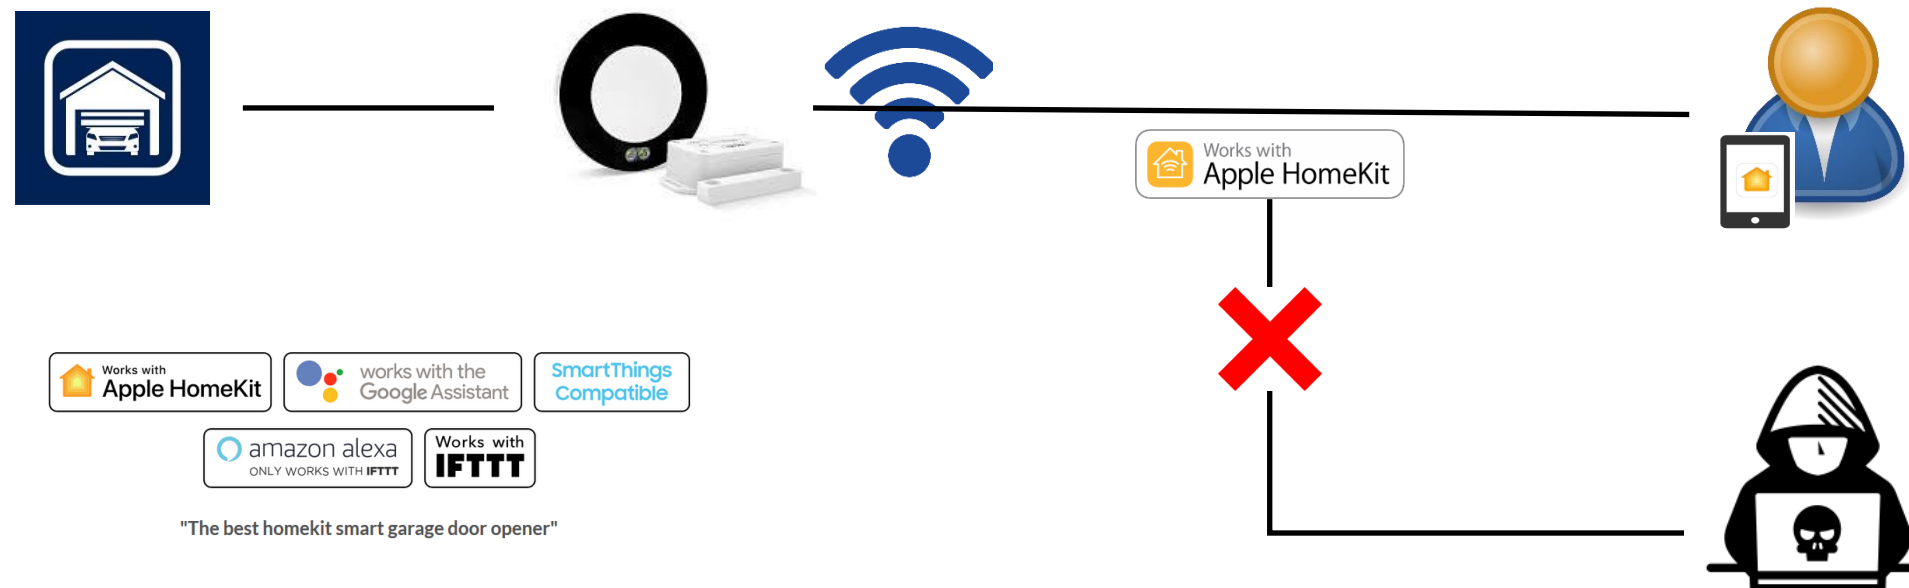 Works with
Apple HomeKit
Works with
Apple HomeKit
works with the
Google Assistant
SmartThings
Compatible
amazon alexa
ONLY WORKS WITH IFTTT
Works with
IFTTT
"The best homekit smart garage door opener"